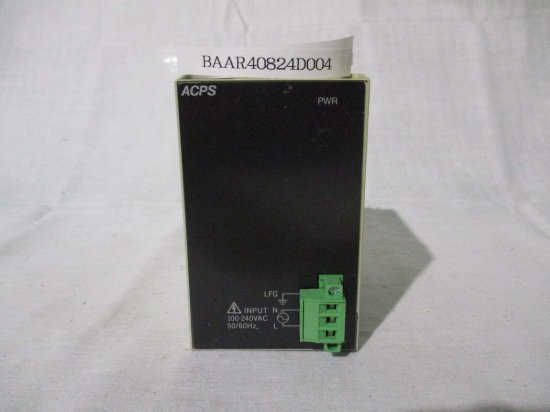 BAAR40824D004
ACPS
PWR
LFG
INPUT N
100-240VAC
50/60Hz, L